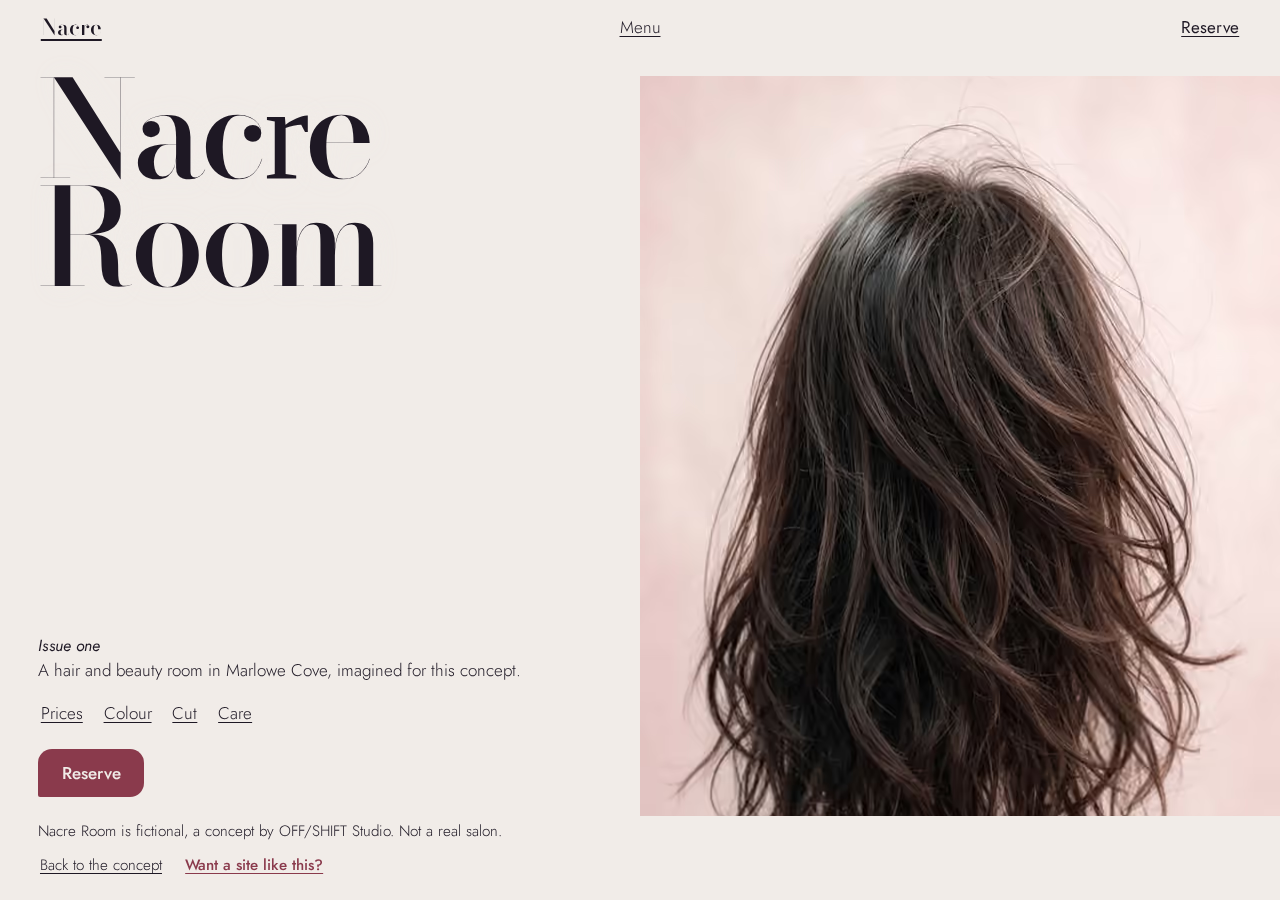 Nacre
Menu
Reserve
Nacre
Room
Issue one
A hair and beauty room in Marlowe Cove, imagined for this concept.
Prices Colour Cut Care
Reserve
Nacre Room is fictional, a concept by OFF/SHIFT Studio. Not a real salon.
Back to the concept Want a site like this?